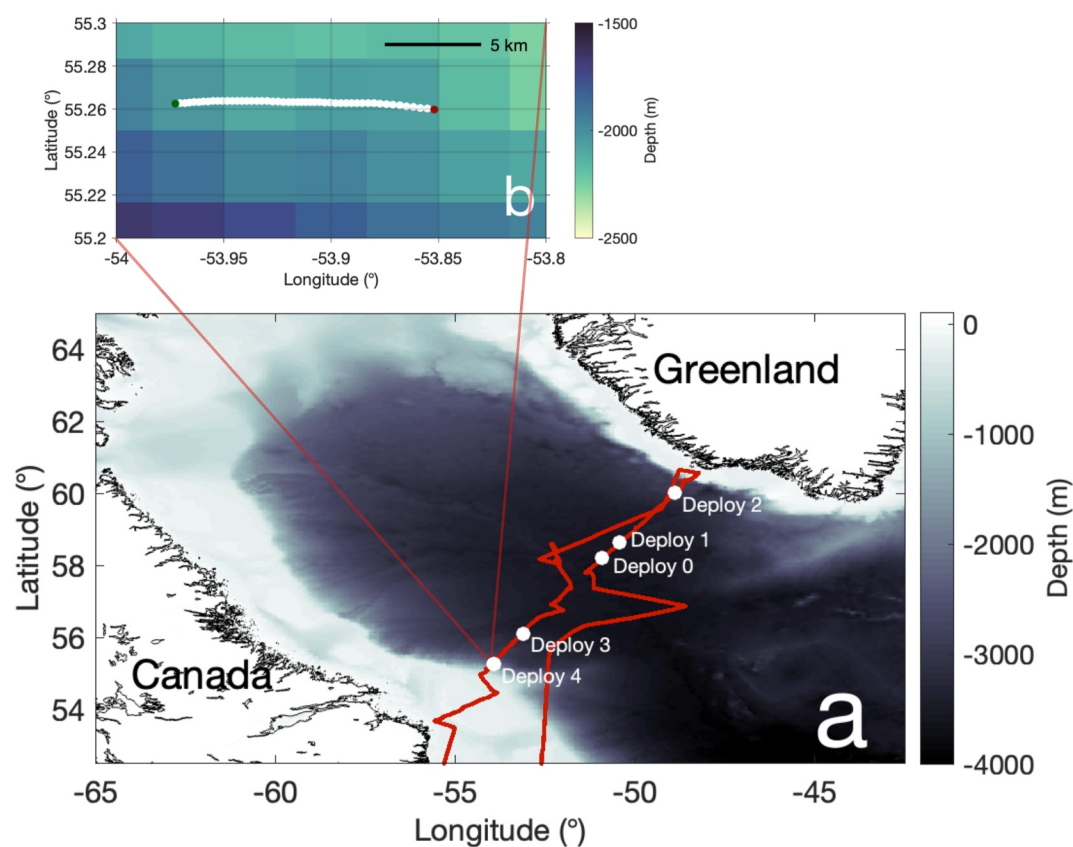 55.3
55.28
55.26
55.24
55.22
55.2
Latitude (°)
5 km
b
-54
-53.95
-53.9
-53.85
-53.8
Longitude (°)
-1500
-2000
-2500
Depth (m)
64
62
60
58
56
54
Latitude (°)
Greenland
Deploy 2
Deploy 1
Deploy 0
Deploy 3
Deploy 4
Canada
a
-65
-60
-55
-50
-45
Longitude (°)
0
-1000
-2000
-3000
-4000
Depth (m)